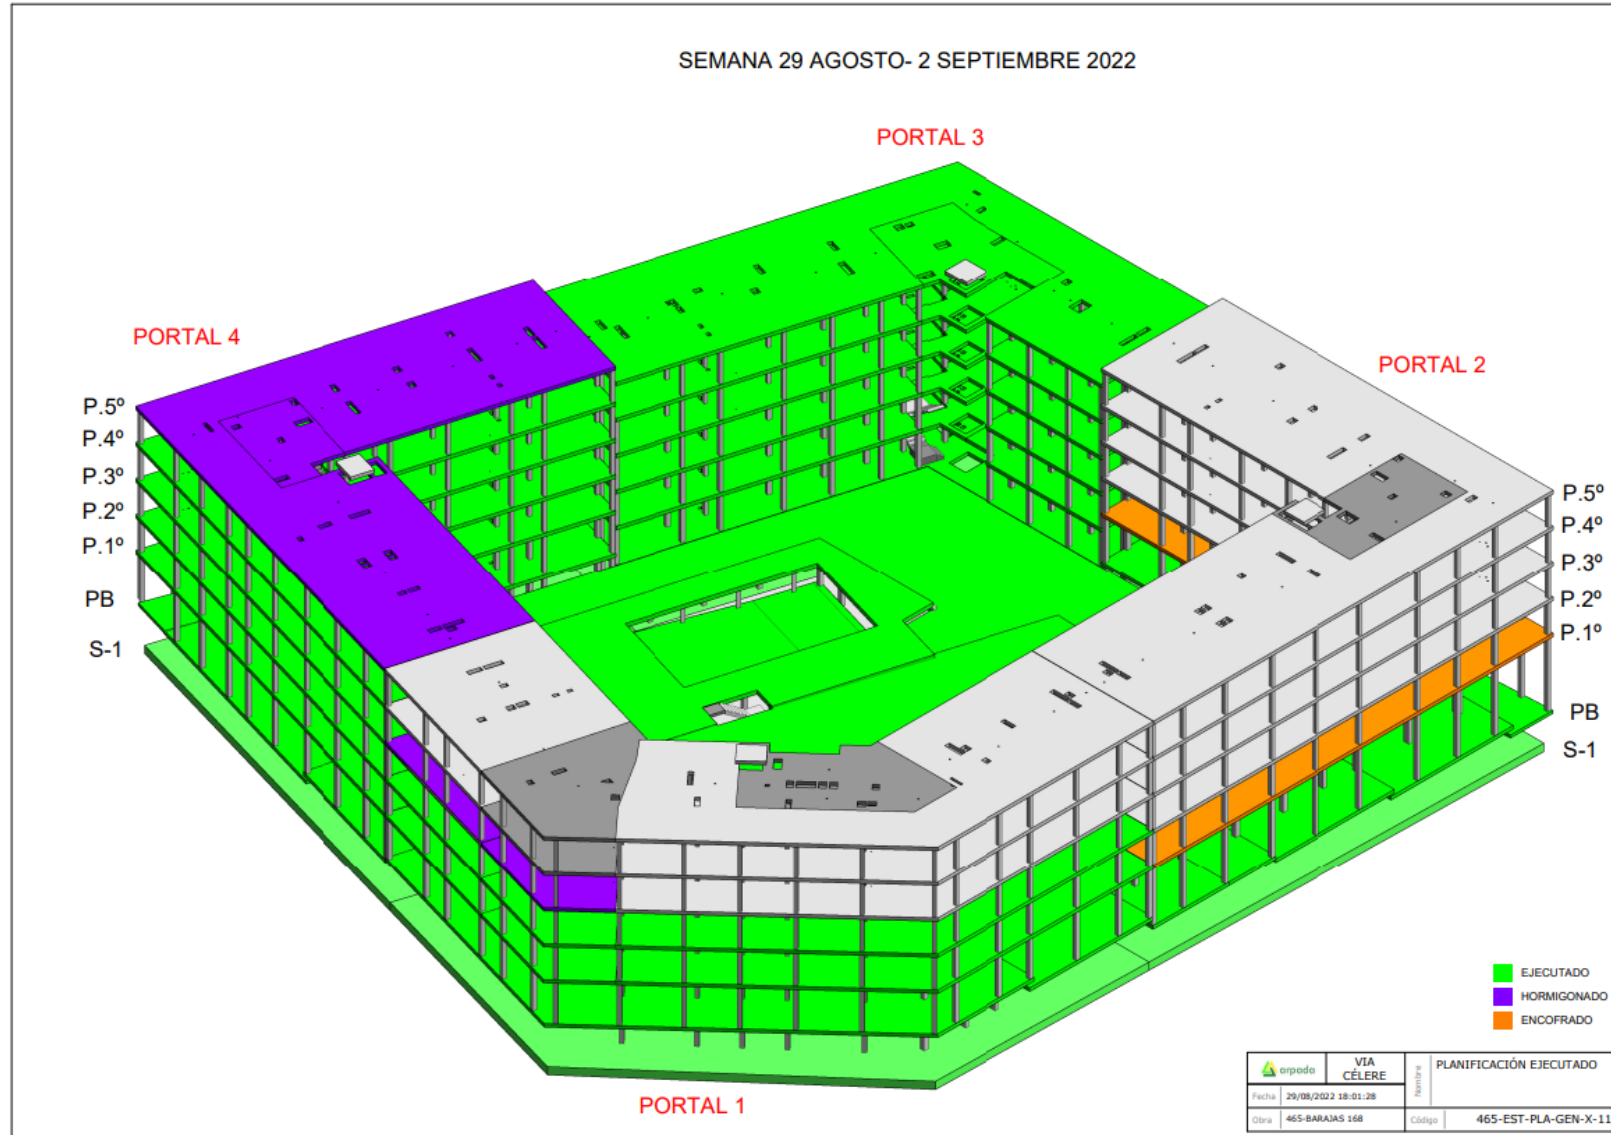 SEMANA 29 AGOSTO- 2 SEPTIEMBRE 2022
PORTAL 3
PORTAL 4
PORTAL 2
P.5º
P.4º
P.3º
P.2º
P.1º
PB
S-1
P.5º
P.4º
P.3º
P.2º
P.1º
PB
S-1
PORTAL 1
EJECUTADO
HORMIGONADO
ENCOFRADO
arpada
VIA
CÉLERE
Nombre
PLANIFICACIÓN EJECUTADO
Fecha
29/08/2022 18:01:28
Obra
465-BARAJAS 168
Código
465-EST-PLA-GEN-X-11